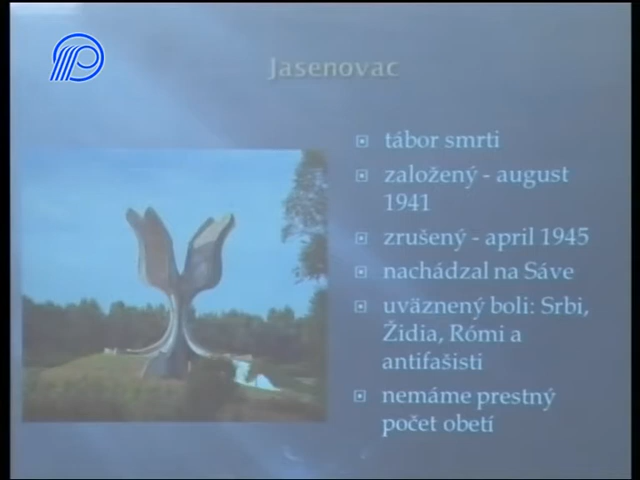 Jasenovac
tábor smrti
založený - august
1941
zrušený - april 1945
nachádzal na Sáve
uväznený boli: Srbi,
Židia, Rómi a
antifašisti
nemáme prestný
počet obetí